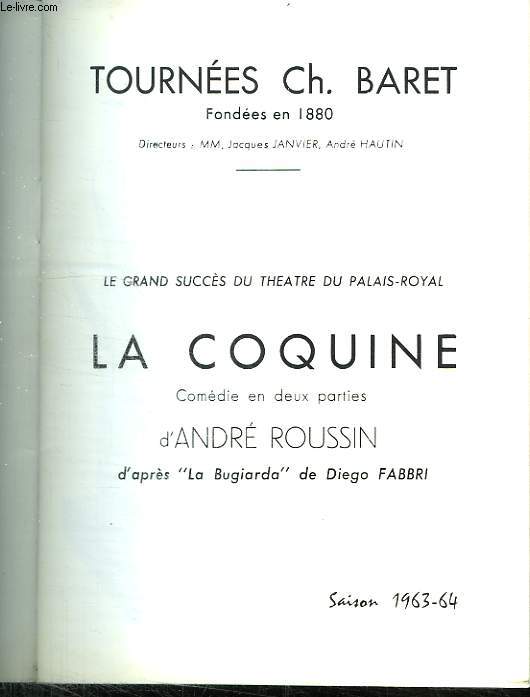 Le-livre.com
TOURNÉES Ch. BARET
Fondées en 1880
Directeurs : MM. Jacques JANVIER, André HAUTIN
LE GRAND SUCCÈS DU THEATRE DU PALAIS-ROYAL
LA COQUINE
Comédie en deux parties
d'ANDRÉ ROUSSIN
d'après "La Bugiarda" de Diego FABBRI
Saison 1963-64